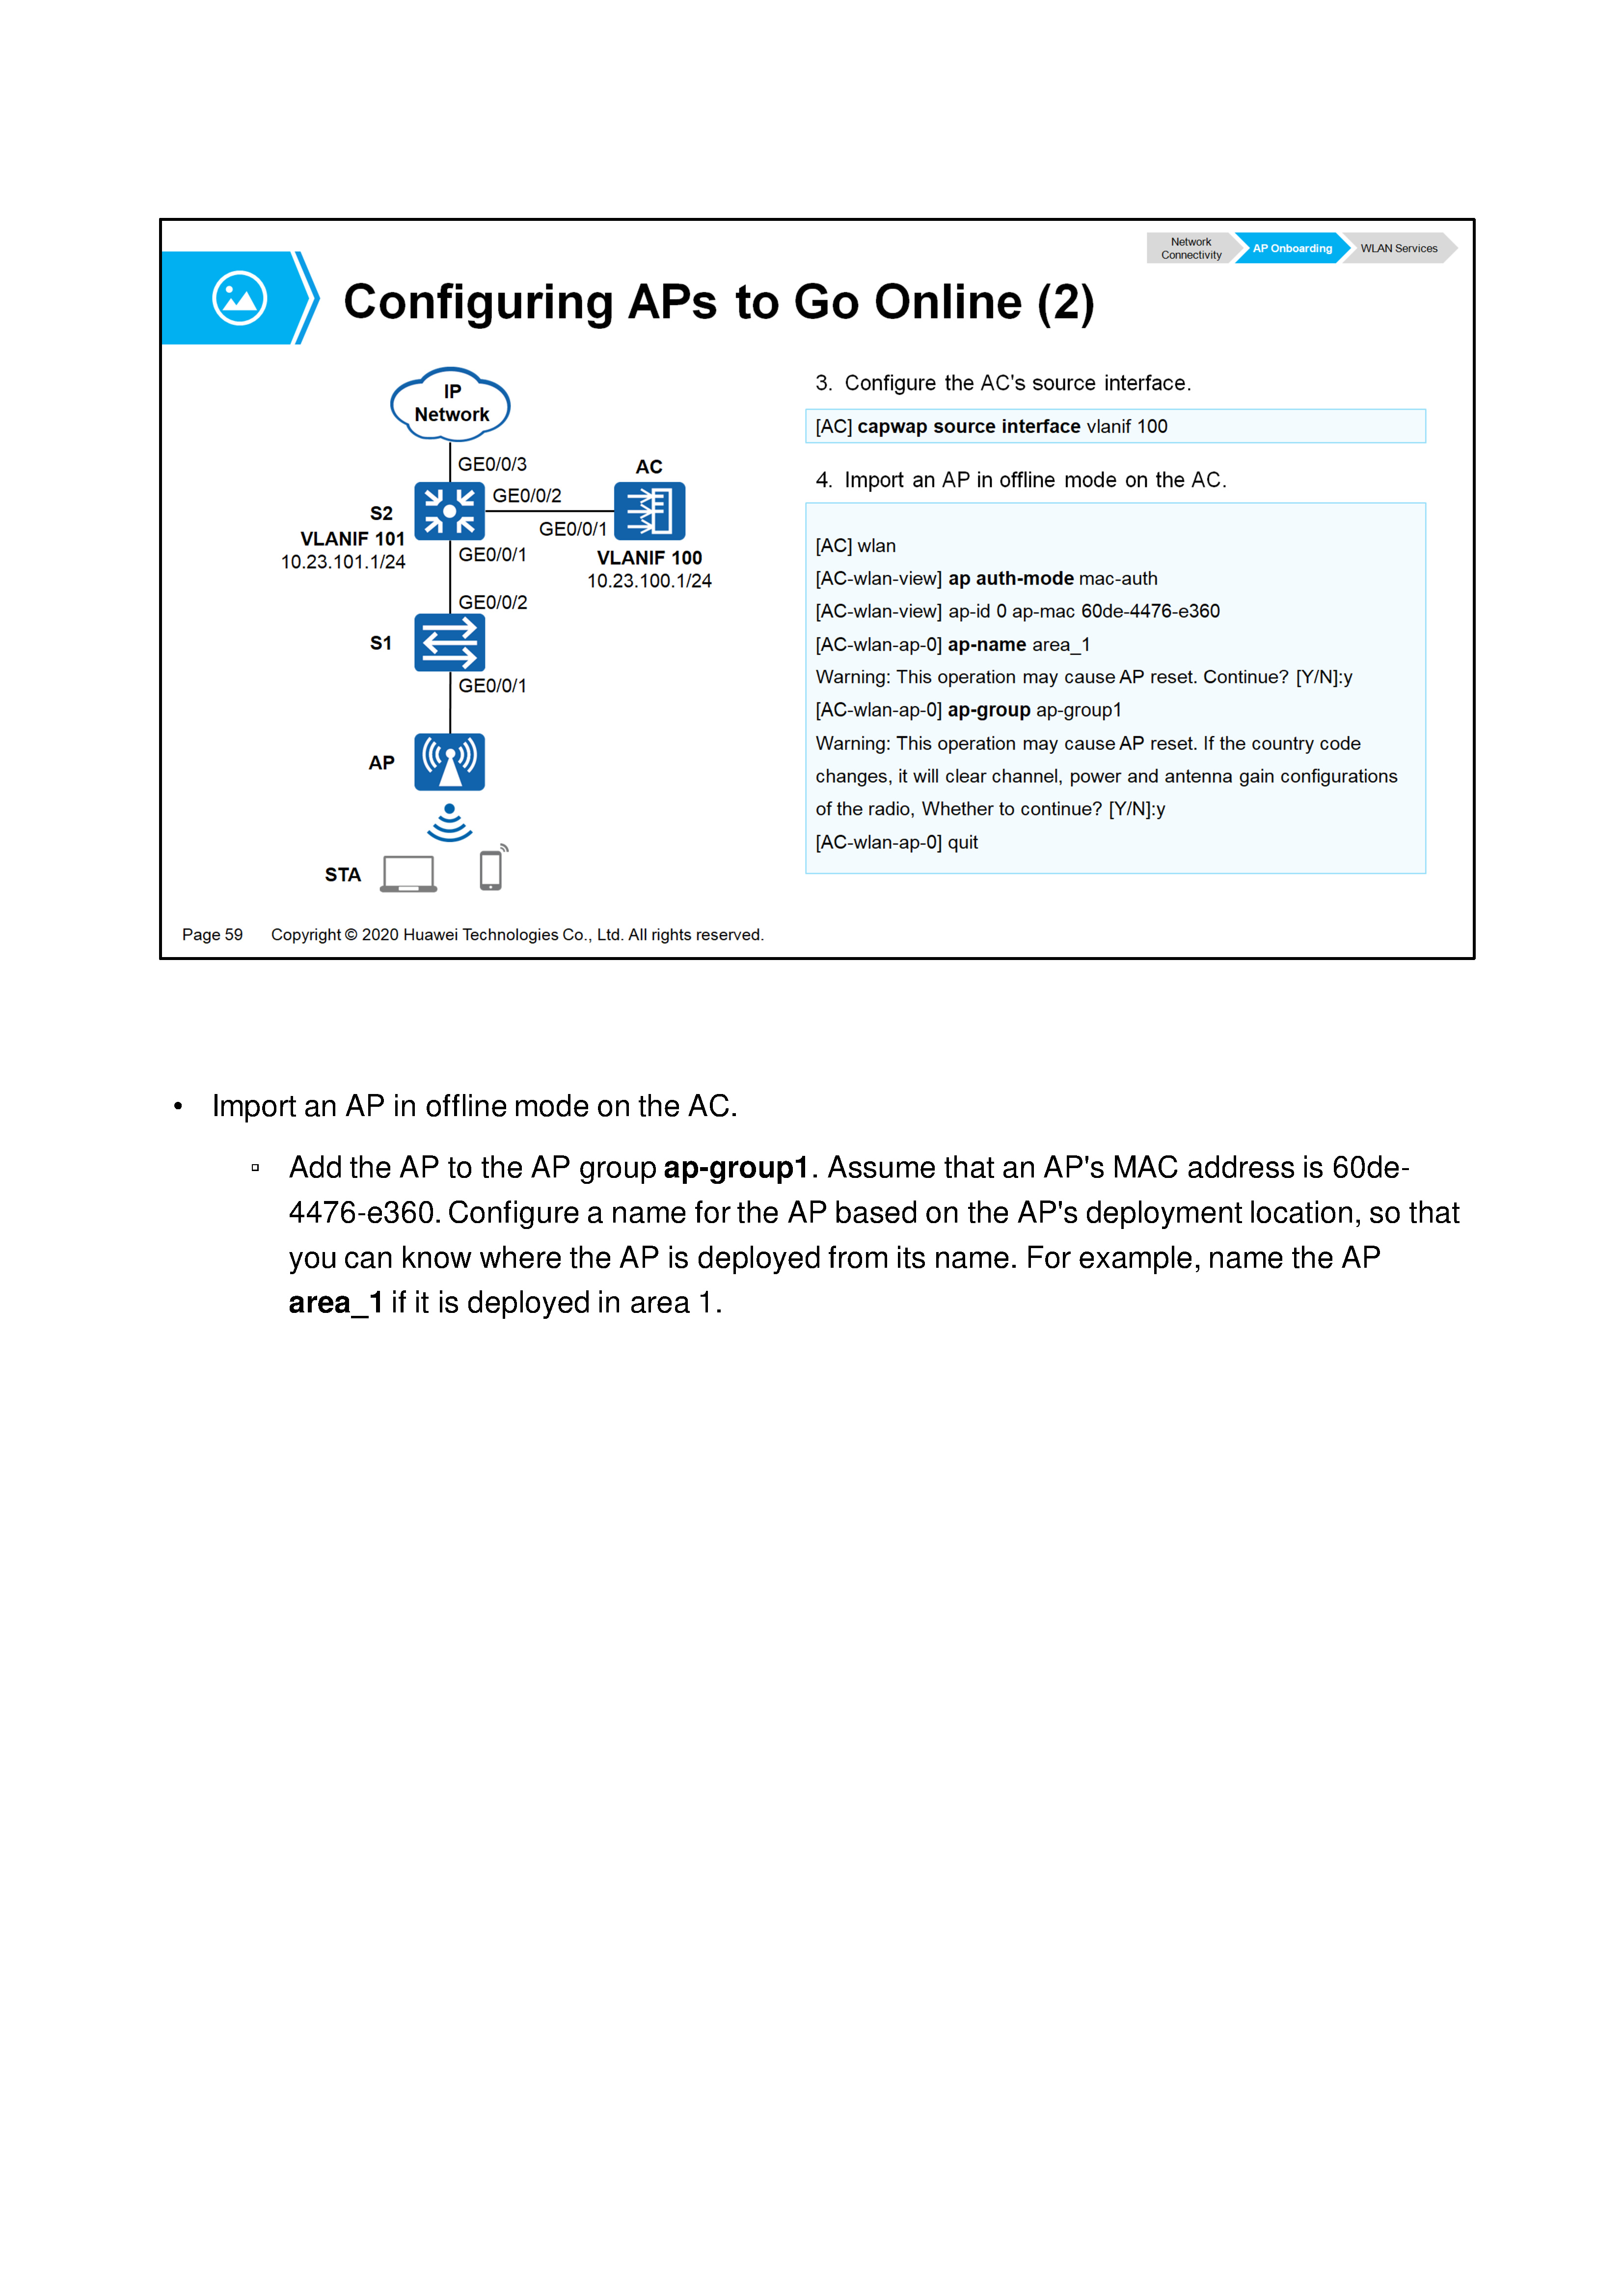 Network
Connectivity
AP Onboarding
WLAN Services
Configuring APs to Go Online (2)
IP
Network
GE0/0/3
AC
GE0/0/2
S2
GE0/0/1
VLANIF 101
10.23.101.1/24
GE0/0/1
VLANIF 100
10.23.100.1/24
GE0/0/2
S1
GE0/0/1
AP
STA
3. Configure the AC's source interface.
[AC] capwap source interface vlanif 100
4. Import an AP in offline mode on the AC.
[AC] wlan
[AC-wlan-view] ap auth-mode mac-auth
[AC-wlan-view] ap-id 0 ap-mac 60de-4476-e360
[AC-wlan-ap-0] ap-name area_1
Warning: This operation may cause AP reset. Continue? [Y/N]:y
[AC-wlan-ap-0] ap-group ap-group1
Warning: This operation may cause AP reset. If the country code
changes, it will clear channel, power and antenna gain configurations
of the radio, Whether to continue? [Y/N]:y
[AC-wlan-ap-0] quit
Page 59 Copyright © 2020 Huawei Technologies Co., Ltd. All rights reserved.
• Import an AP in offline mode on the AC.
▫ Add the AP to the AP group ap-group1. Assume that an AP's MAC address is 60de-
4476-e360. Configure a name for the AP based on the AP's deployment location, so that
you can know where the AP is deployed from its name. For example, name the AP
area_1 if it is deployed in area 1.